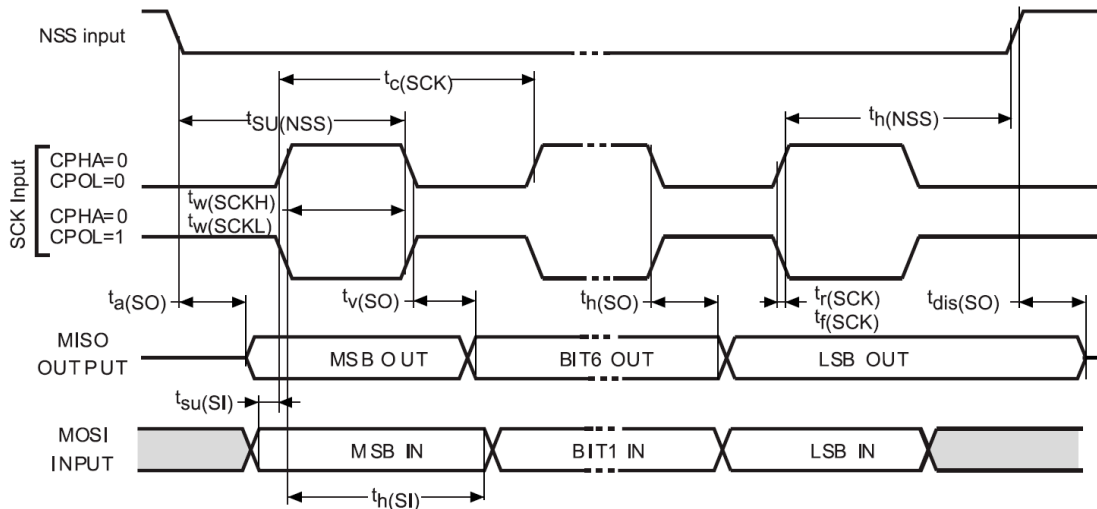 NSS input
tc(SCK)
tSU(NSS)
th(NSS)
SCK Input
CPHA=0
CPOL=0
tw(SCKH)
CPHA=0
tw(SCKL)
CPOL=1
ta(SO)
tv(SO)
th(SO)
tr(SCK)
tdis(SO)
tf(SCK)
MISO
OUTPUT
MSB OUT
BIT6 OUT
LSB OUT
tsu(SI)
MOSI
INPUT
MSB IN
BIT1 IN
LSB IN
th(SI)